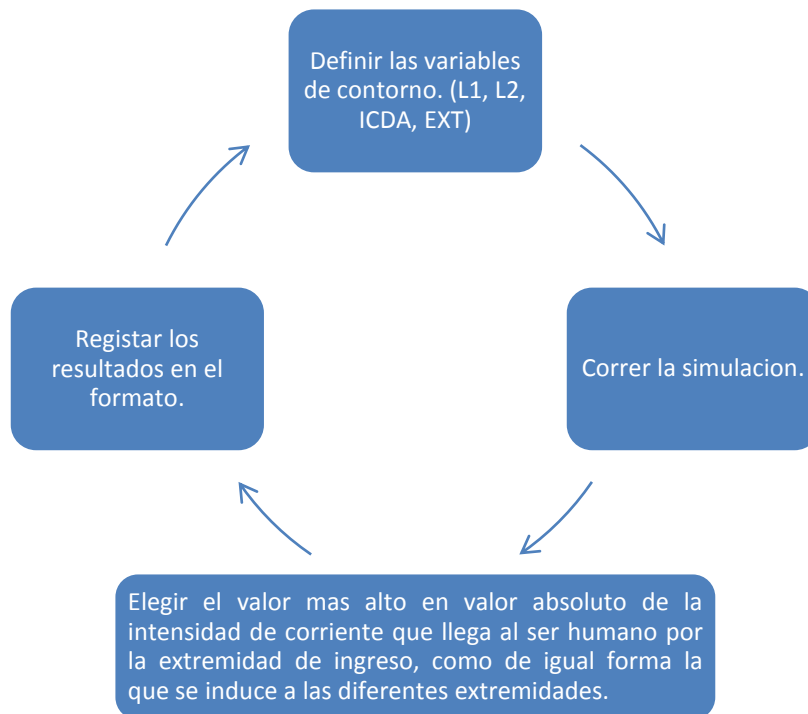 Definir las variables
de contorno. (L1, L2,
ICDA, EXT)
Correr la simulacion.
Elegir el valor mas alto en valor absoluto de la
intensidad de corriente que llega al ser humano por
la extremidad de ingreso, como de igual forma la
que se induce a las diferentes extremidades.
Registar los
resultados en el
formato.